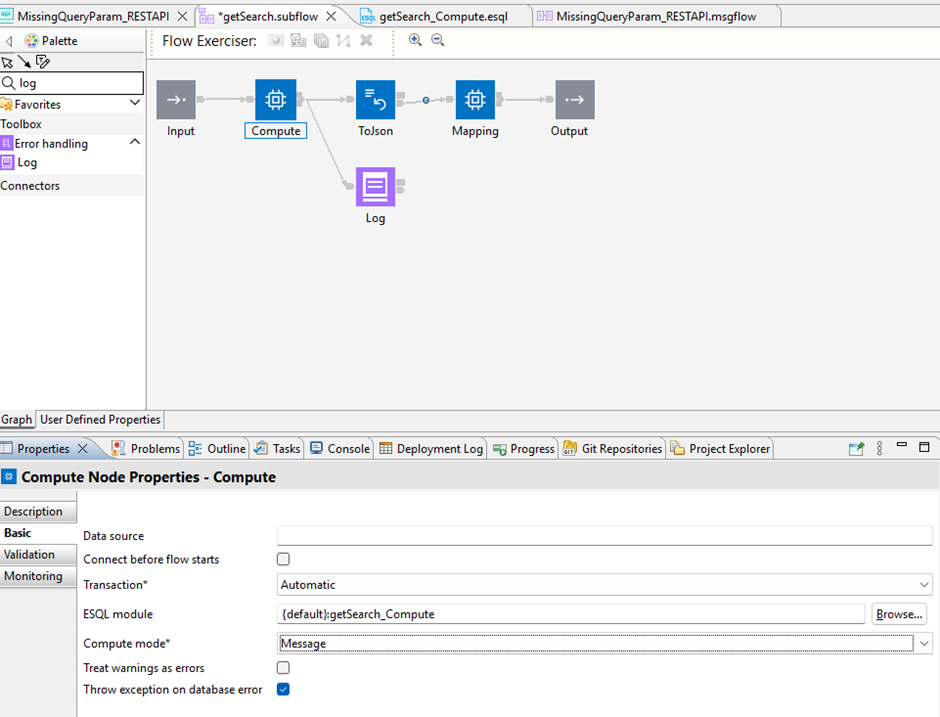 api MissingQueryParam_RESTAPI *getSearch.subflow ESQL getSearch_Compute.esql MissingQueryParam_RESTAPI.msgflow
Palette Flow Exerciser:
log
Favorites
Toolbox
Error handling
Log
Connectors
Input Compute ToJson Mapping Output
Log
Graph User Defined Properties
Properties Problems Outline Tasks Console Deployment Log Progress GIT Git Repositories Project Explorer
Compute Node Properties - Compute
Description
Basic
Validation
Monitoring
Data source
Connect before flow starts
Transaction* Automatic
ESQL module {default}:getSearch_Compute Browse...
Compute mode* Message
Treat warnings as errors
Throw exception on database error